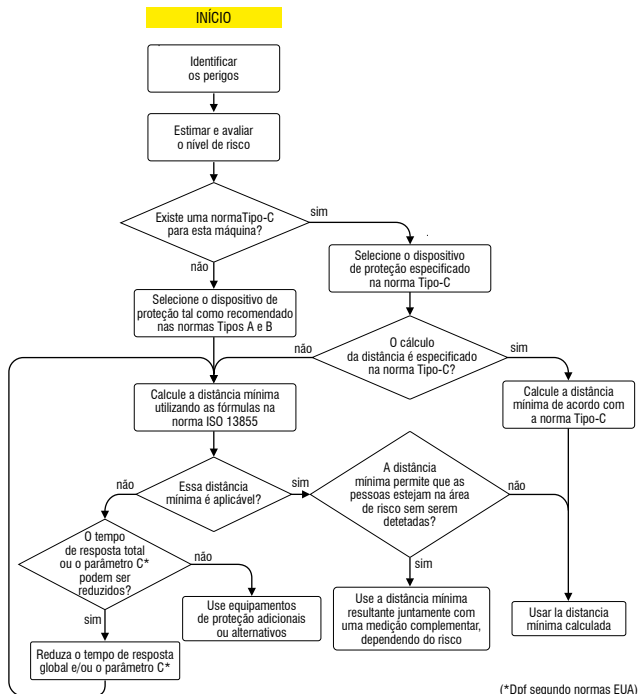 INÍCIO
Identificar
os perigos
Estimar e avaliar
o nível de risco
Existe uma normaTipo-C
para esta máquina?
sim
não
Selecione o dispositivo
de proteção especificado
na norma Tipo-C
Selecione o dispositivo de
proteção tal como recomendado
nas normas Tipos A e B
não
O cálculo
da distância é especificado
na norma Tipo-C?
sim
Calcule a distância mínima
utilizando as fórmulas na
norma ISO 13855
Calcule a distância
mínima de acordo com
a norma Tipo-C
não
Essa distância
mínima é aplicável?
sim
A distância
mínima permite que as
pessoas estejam na área
de risco sem serem
detetadas?
não
sim
O tempo
de resposta total
ou o parâmetro C*
podem ser
reduzidos?
não
sim
Use equipamentos
de proteção adicionais
ou alternativos
Use a distância mínima
resultante juntamente com
uma medição complementar,
dependendo do risco
Usar la distancia
mínima calculada
Reduza o tempo de resposta
global e/ou o parâmetro C*
(*Dpf segundo normas EUA)